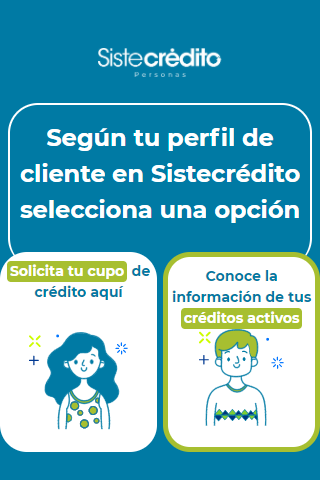 Sistecrédito
Personas
Según tu perfil de
cliente en Sistecrédito
selecciona una opción
Solicita tu cupo de
crédito aquí
Conoce la
información de tus
créditos activos